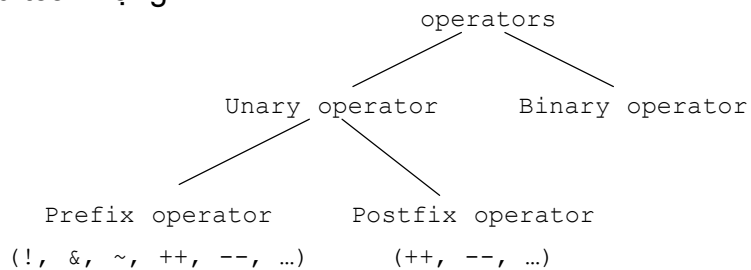 operators
Unary operator Binary operator
Prefix operator Postfix operator
(!, &, ~, ++, --, …) (++, --, …)